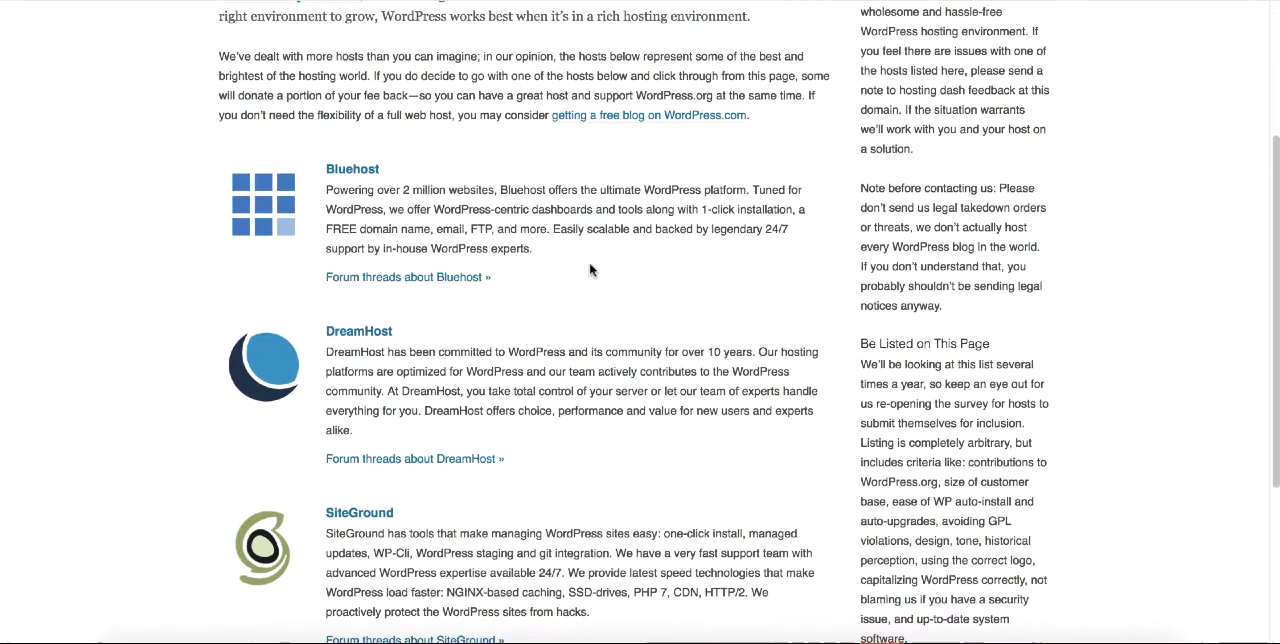 right environment to grow, WordPress works best when it's in a rich hosting environment.
We've dealt with more hosts than you can imagine; in our opinion, the hosts below represent some of the best and
brightest of the hosting world. If you do decide to go with one of the hosts below and click through from this page, some
will donate a portion of your fee back—so you can have a great host and support WordPress.org at the same time. If
you don't need the flexibility of a full web host, you may consider getting a free blog on WordPress.com.
Bluehost
Powering over 2 million websites, Bluehost offers the ultimate WordPress platform. Tuned for
WordPress, we offer WordPress-centric dashboards and tools along with 1-click installation, a
FREE domain name, email, FTP, and more. Easily scalable and backed by legendary 24/7
support by in-house WordPress experts.
Forum threads about Bluehost »
DreamHost
DreamHost has been committed to WordPress and its community for over 10 years. Our hosting
platforms are optimized for WordPress and our team actively contributes to the WordPress
community. At DreamHost, you take total control of your server or let our team of experts handle
everything for you. DreamHost offers choice, performance and value for new users and experts
alike.
Forum threads about DreamHost »
SiteGround
SiteGround has tools that make managing WordPress sites easy: one-click install, managed
updates, WP-Cli, WordPress staging and git integration. We have a very fast support team with
advanced WordPress expertise available 24/7. We provide latest speed technologies that make
WordPress load faster: NGINX-based caching, SSD-drives, PHP 7, CDN, HTTP/2. We
proactively protect the WordPress sites from hacks.
Forum threads about SiteGround »
wholesome and hassle-free
WordPress hosting environment. If
you feel there are issues with one of
the hosts listed here, please send a
note to hosting dash feedback at this
domain. If the situation warrants
we'll work with you and your host on
a solution.
Note before contacting us: Please
don't send us legal takedown orders
or threats, we don't actually host
every WordPress blog in the world.
If you don't understand that, you
probably shouldn't be sending legal
notices anyway.
Be Listed on This Page
We'll be looking at this list several
times a year, so keep an eye out for
us re-opening the survey for hosts to
submit themselves for inclusion.
Listing is completely arbitrary, but
includes criteria like: contributions to
WordPress.org, size of customer
base, ease of WP auto-install and
auto-upgrades, avoiding GPL
violations, design, tone, historical
perception, using the correct logo,
capitalizing WordPress correctly, not
blaming us if you have a security
issue, and up-to-date system
software.